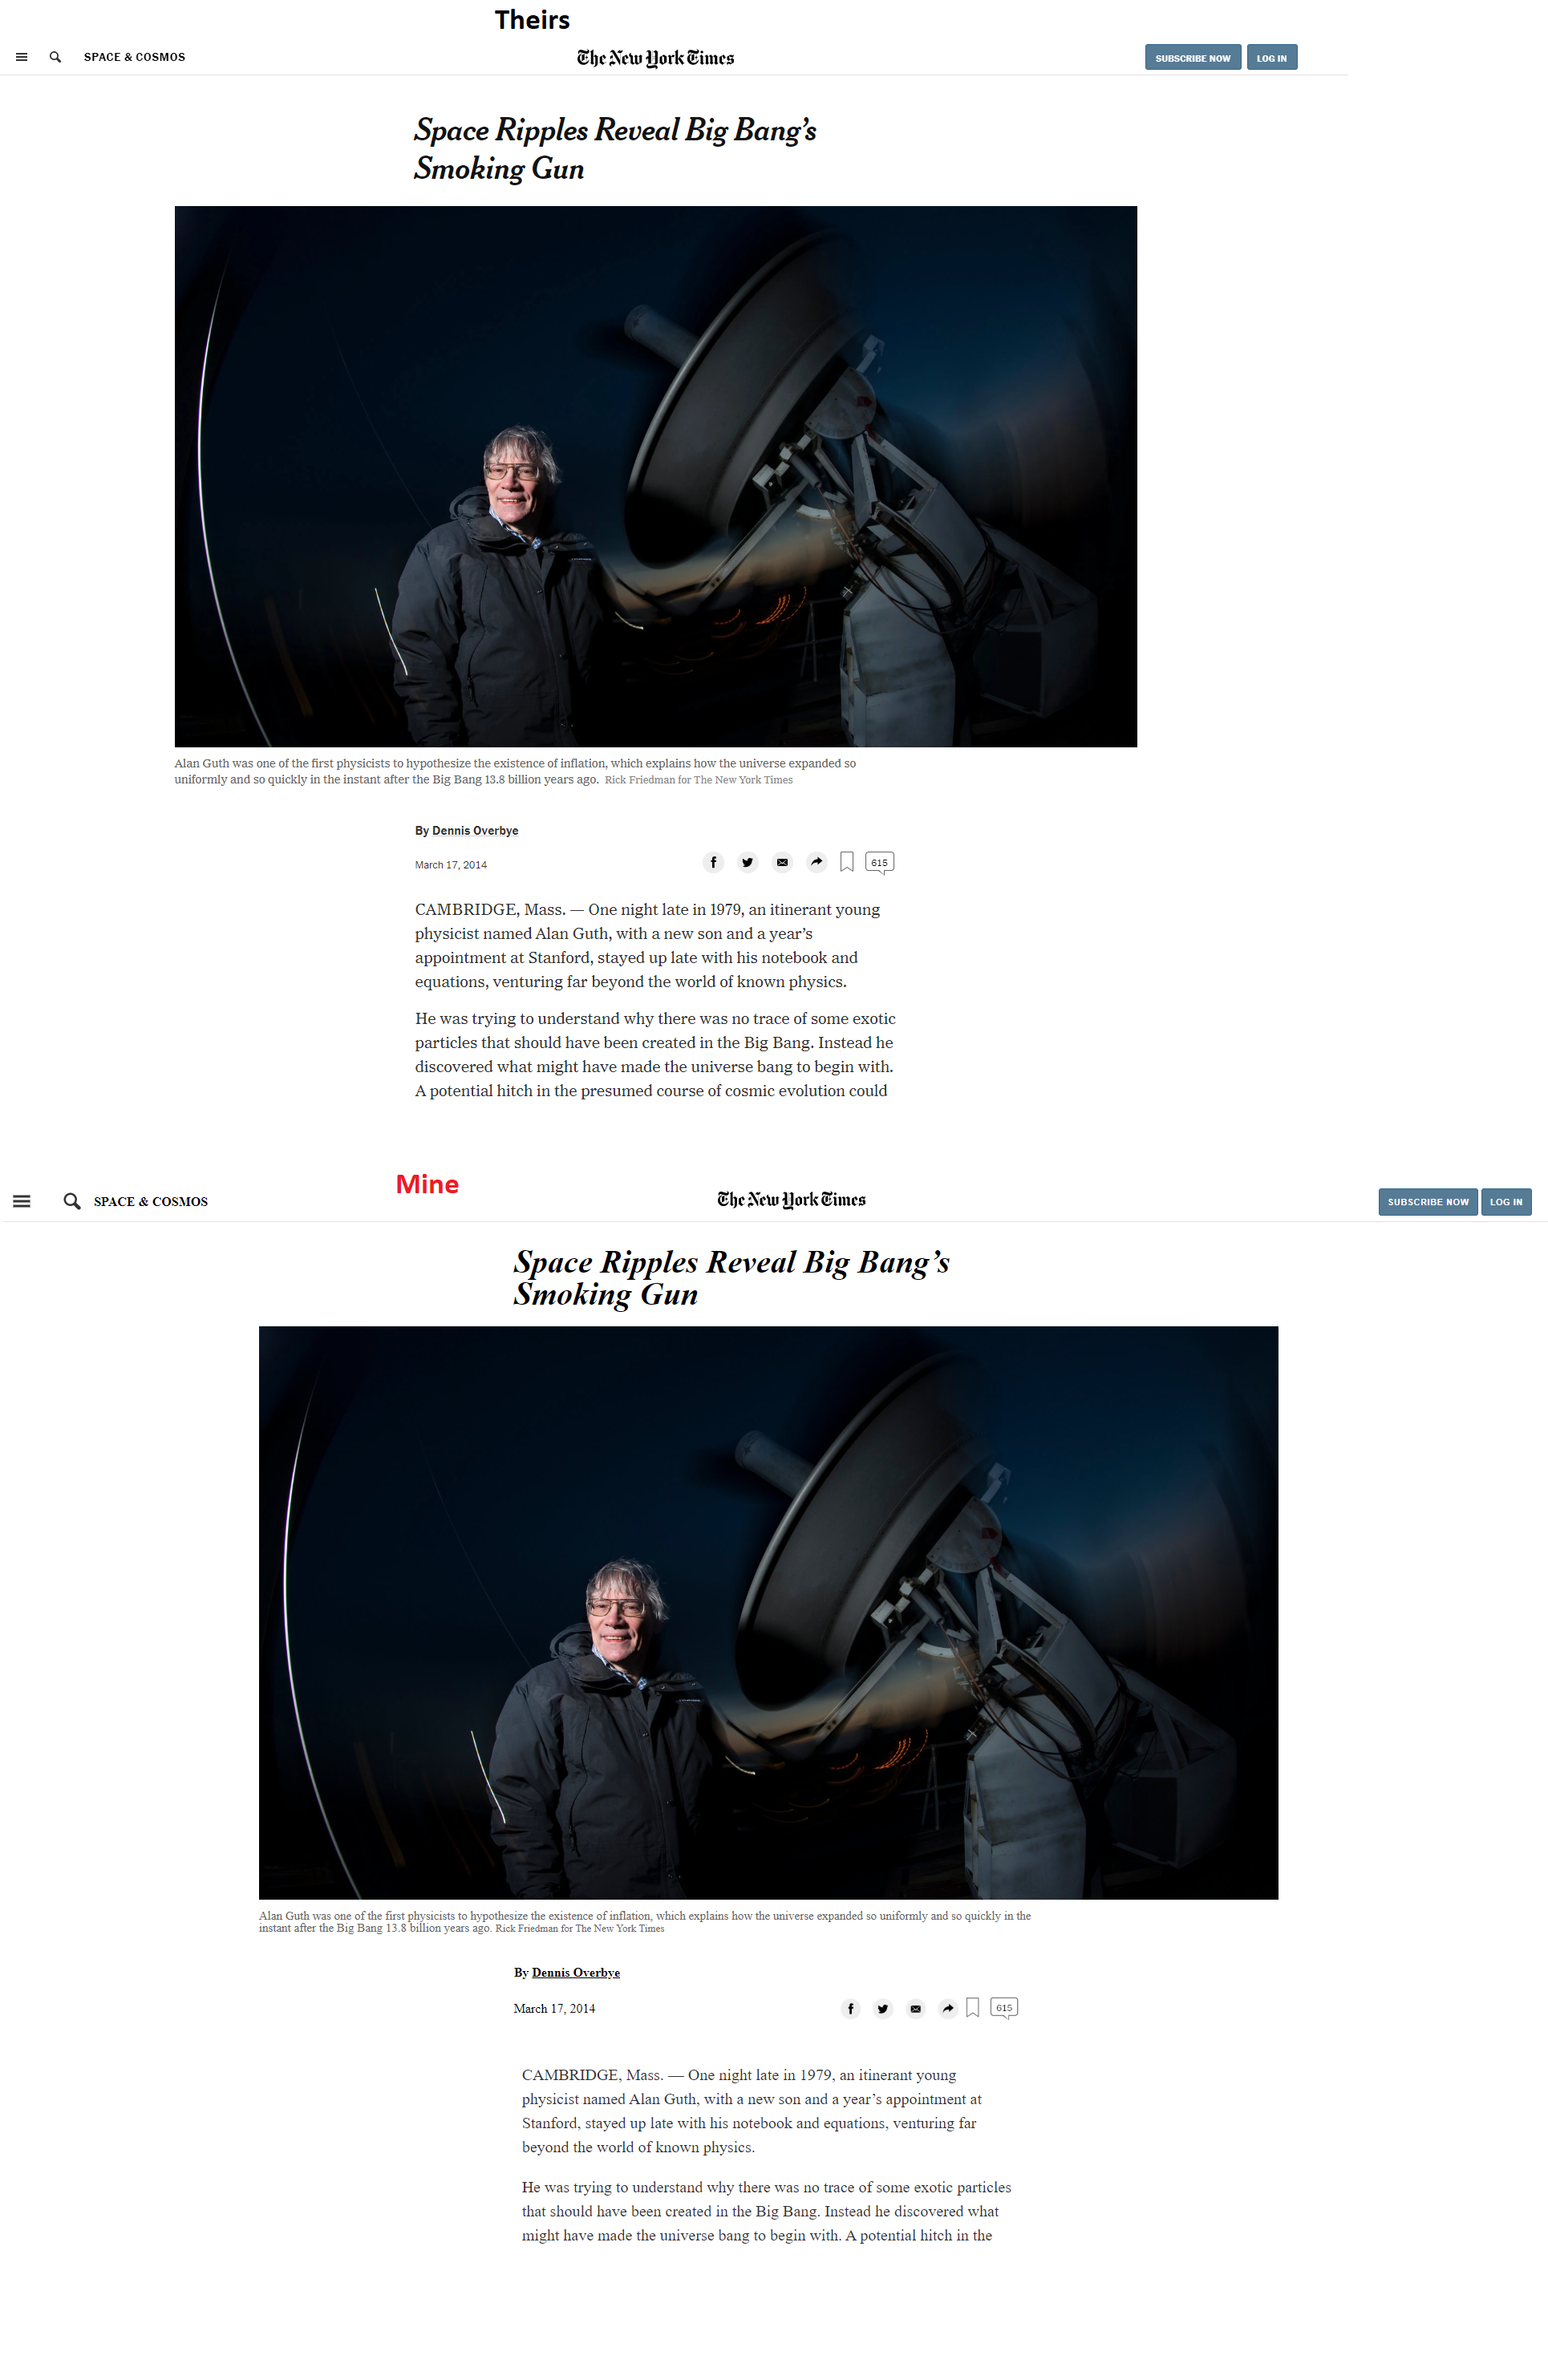 Theirs
SPACE & COSMOS
The New York Times
SUBSCRIBE NOW
LOG IN
Space Ripples Reveal Big Bang’s
Smoking Gun
Alan Guth was one of the first physicists to hypothesize the existence of inflation, which explains how the universe expanded so
uniformly and so quickly in the instant after the Big Bang 13.8 billion years ago. Rick Friedman for The New York Times
By Dennis Overbye
March 17, 2014
615
CAMBRIDGE, Mass. — One night late in 1979, an itinerant young
physicist named Alan Guth, with a new son and a year’s
appointment at Stanford, stayed up late with his notebook and
equations, venturing far beyond the world of known physics.
He was trying to understand why there was no trace of some exotic
particles that should have been created in the Big Bang. Instead he
discovered what might have made the universe bang to begin with.
A potential hitch in the presumed course of cosmic evolution could
Mine
SPACE & COSMOS
The New York Times
SUBSCRIBE NOW
LOG IN
Space Ripples Reveal Big Bang’s
Smoking Gun
Alan Guth was one of the first physicists to hypothesize the existence of inflation, which explains how the universe expanded so uniformly and so quickly in the
instant after the Big Bang 13.8 billion years ago. Rick Friedman for The New York Times
By Dennis Overbye
March 17, 2014
615
CAMBRIDGE, Mass. — One night late in 1979, an itinerant young
physicist named Alan Guth, with a new son and a year’s appointment at
Stanford, stayed up late with his notebook and equations, venturing far
beyond the world of known physics.
He was trying to understand why there was no trace of some exotic particles
that should have been created in the Big Bang. Instead he discovered what
might have made the universe bang to begin with. A potential hitch in the